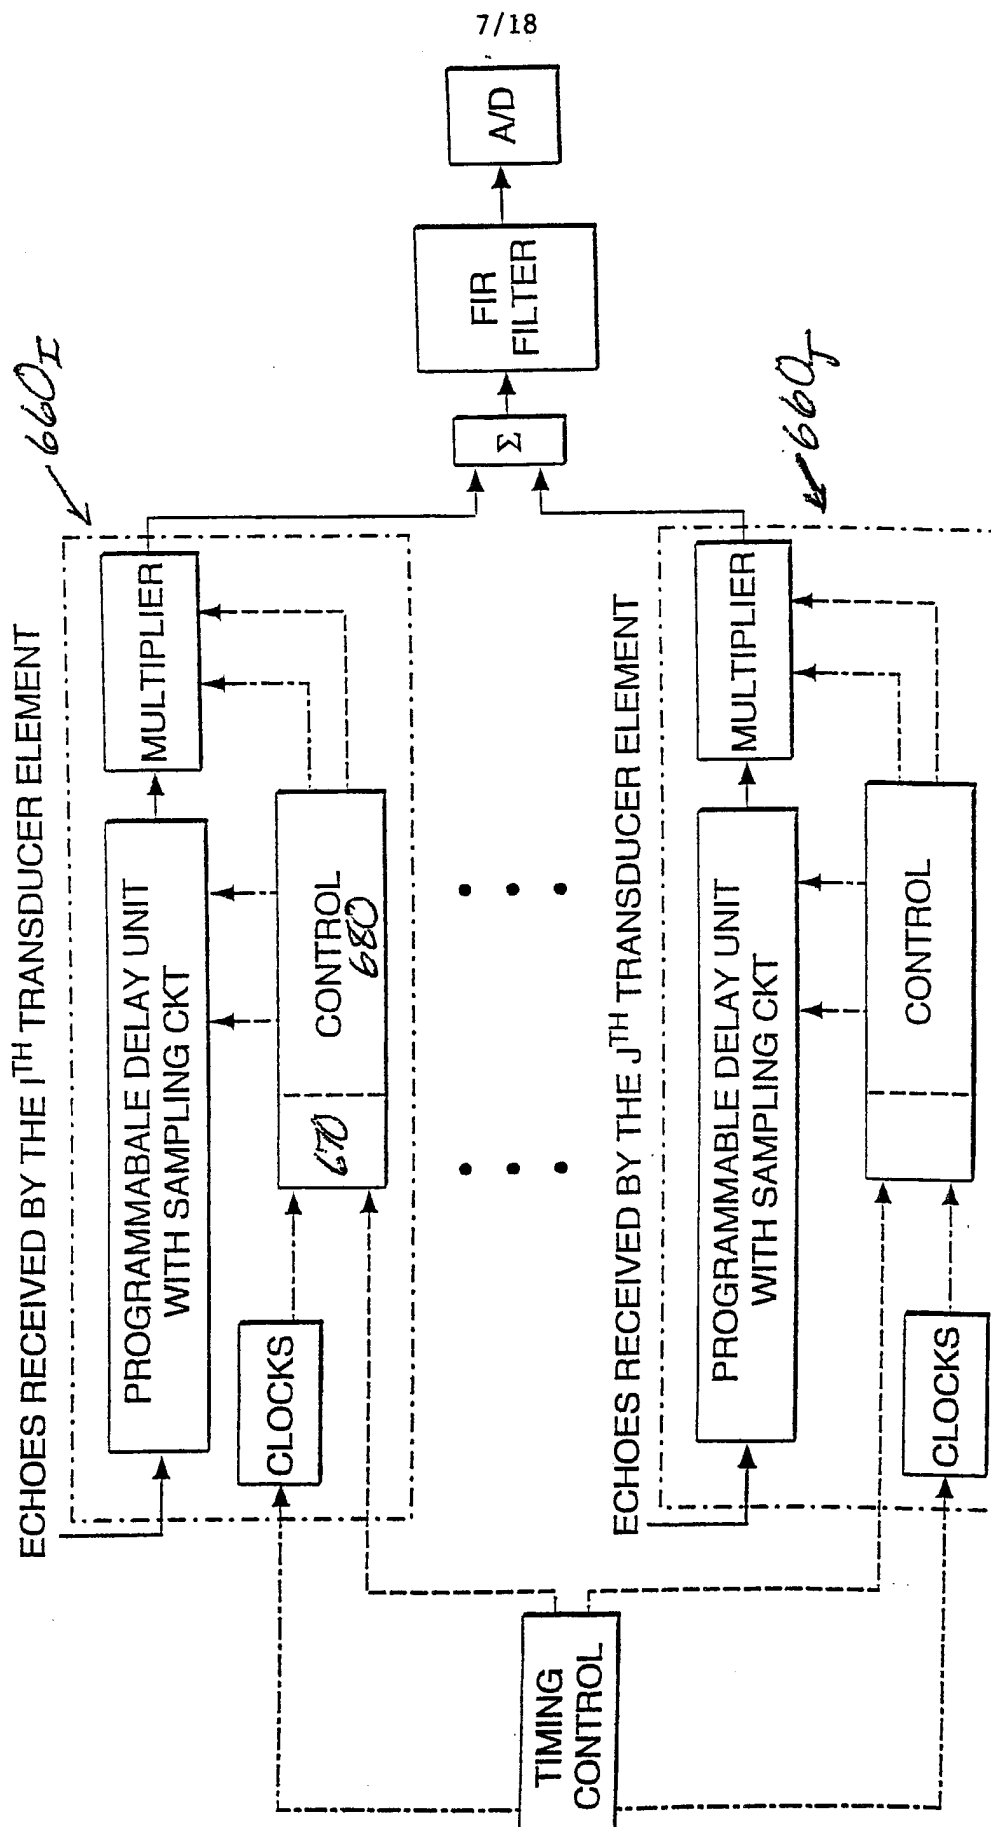 7/18
ECHOES RECEIVED BY THE ITH TRANSDUCER ELEMENT
660I
PROGRAMMABALE DELAY UNIT
WITH SAMPLING CKT
MULTIPLIER
CLOCKS
670
CONTROL
680
TIMING
CONTROL
Σ
FIR
FILTER
A/D
ECHOES RECEIVED BY THE JTH TRANSDUCER ELEMENT
660J
PROGRAMMABLE DELAY UNIT
WITH SAMPLING CKT
MULTIPLIER
CLOCKS
CONTROL